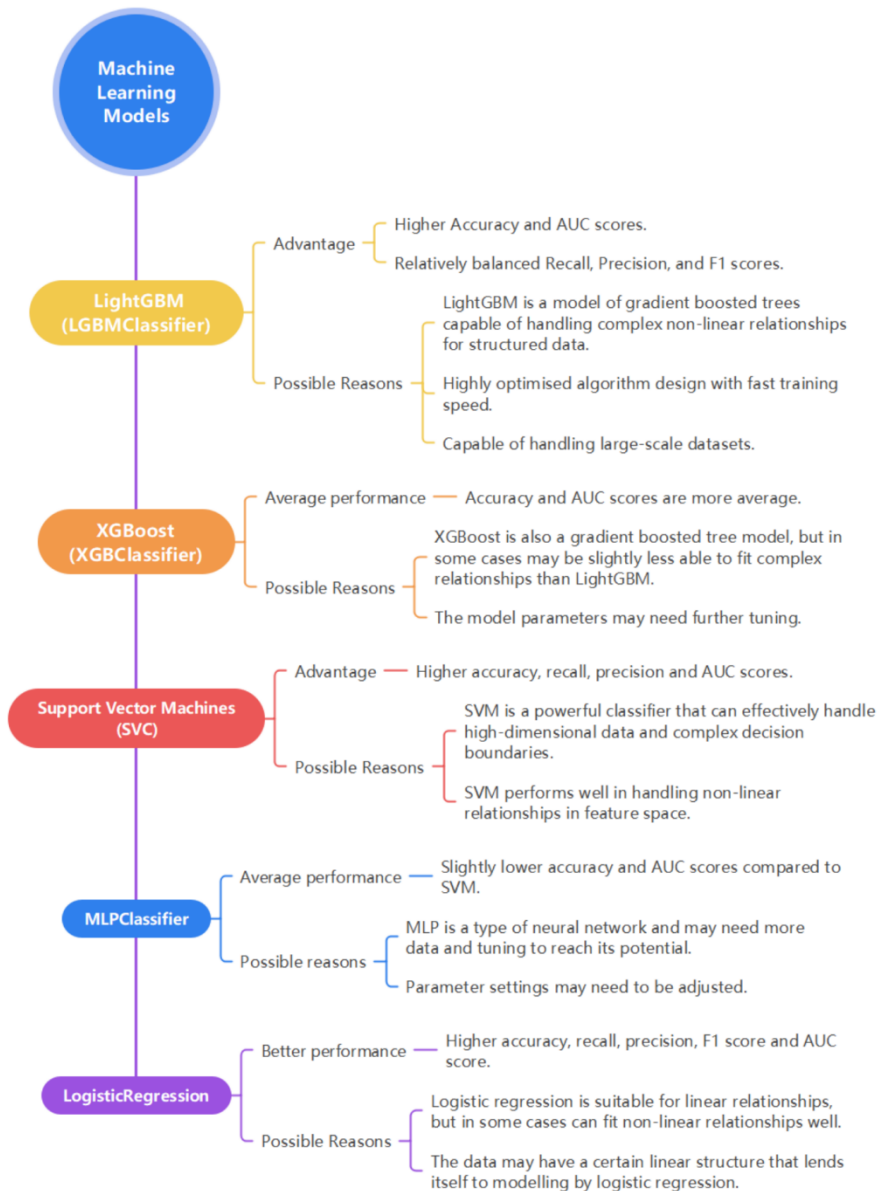 Machine
Learning
Models
LightGBM
(LGBMClassifier)
Advantage
Higher Accuracy and AUC scores.
Relatively balanced Recall, Precision, and F1 scores.
Possible Reasons
LightGBM is a model of gradient boosted trees
capable of handling complex non-linear relationships
for structured data.
Highly optimised algorithm design with fast training
speed.
Capable of handling large-scale datasets.
XGBoost
(XGBClassifier)
Average performance
Accuracy and AUC scores are more average.
Possible Reasons
XGBoost is also a gradient boosted tree model, but in
some cases may be slightly less able to fit complex
relationships than LightGBM.
The model parameters may need further tuning.
Support Vector Machines
(SVC)
Advantage
Higher accuracy, recall, precision and AUC scores.
Possible Reasons
SVM is a powerful classifier that can effectively handle
high-dimensional data and complex decision
boundaries.
SVM performs well in handling non-linear
relationships in feature space.
MLPClassifier
Average performance
Slightly lower accuracy and AUC scores compared to
SVM.
Possible reasons
MLP is a type of neural network and may need more
data and tuning to reach its potential.
Parameter settings may need to be adjusted.
LogisticRegression
Better performance
Higher accuracy, recall, precision, F1 score and AUC
score.
Possible Reasons
Logistic regression is suitable for linear relationships,
but in some cases can fit non-linear relationships well.
The data may have a certain linear structure that lends
itself to modelling by logistic regression.